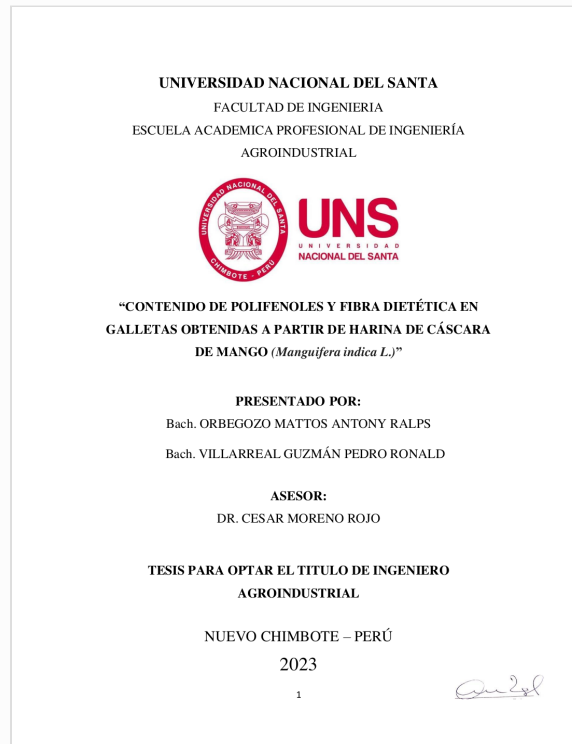 UNIVERSIDAD NACIONAL DEL SANTA
FACULTAD DE INGENIERIA
ESCUELA ACADEMICA PROFESIONAL DE INGENIERÍA
AGROINDUSTRIAL
UNIVERSIDAD NACIONAL DEL SANTA
CHIMBOTE - PERÚ
UNS
UNIVERSIDAD
NACIONAL DEL SANTA
“CONTENIDO DE POLIFENOLES Y FIBRA DIETÉTICA EN
GALLETAS OBTENIDAS A PARTIR DE HARINA DE CÁSCARA
DE MANGO (Manguifera indica L.)”
PRESENTADO POR:
Bach. ORBEGOZO MATTOS ANTONY RALPS
Bach. VILLARREAL GUZMÁN PEDRO RONALD
ASESOR:
DR. CESAR MORENO ROJO
TESIS PARA OPTAR EL TITULO DE INGENIERO
AGROINDUSTRIAL
NUEVO CHIMBOTE – PERÚ
2023
1